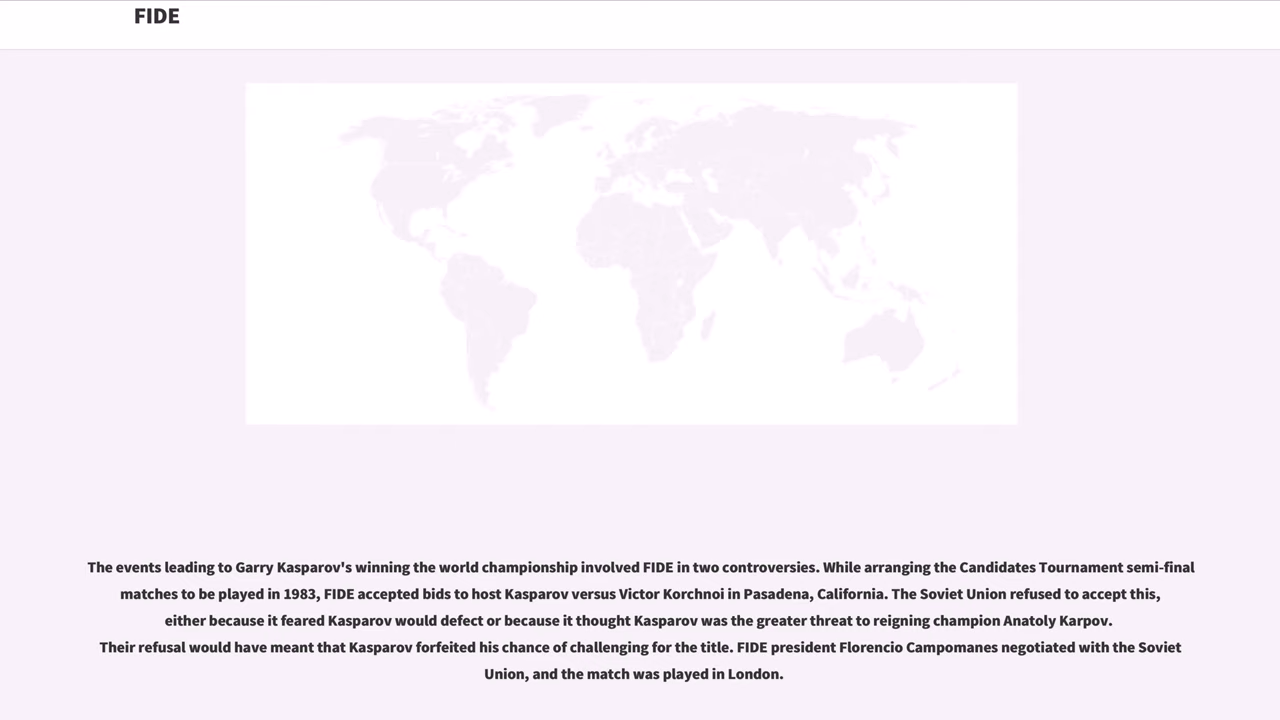 FIDE
The events leading to Garry Kasparov's winning the world championship involved FIDE in two controversies. While arranging the Candidates Tournament semi-final
matches to be played in 1983, FIDE accepted bids to host Kasparov versus Victor Korchnoi in Pasadena, California. The Soviet Union refused to accept this,
either because it feared Kasparov would defect or because it thought Kasparov was the greater threat to reigning champion Anatoly Karpov.
Their refusal would have meant that Kasparov forfeited his chance of challenging for the title. FIDE president Florencio Campomanes negotiated with the Soviet
Union, and the match was played in London.